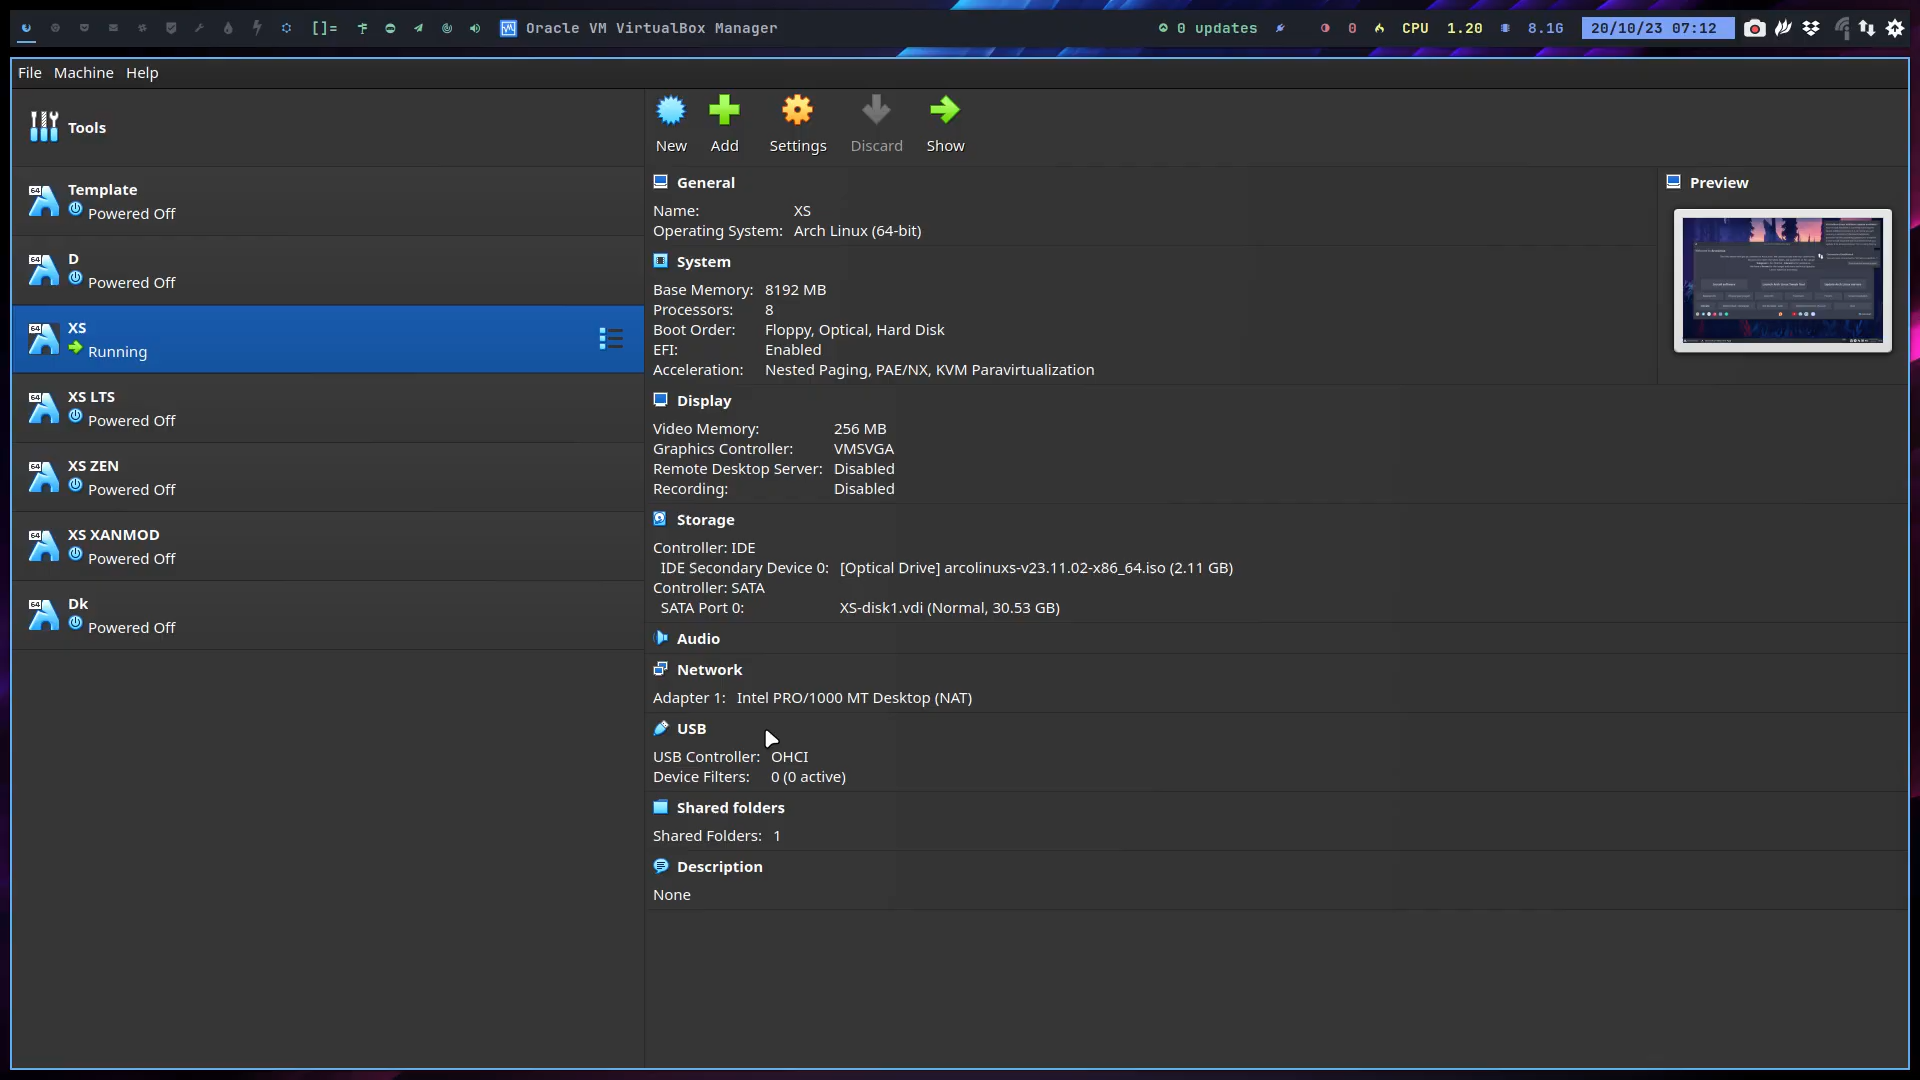 []= Oracle VM VirtualBox Manager 0 updates 0 CPU 1.20 8.1G 20/10/23 07:12
File Machine Help
Tools
New Add Settings Discard Show
64 Template
Powered Off
64 D
Powered Off
64 XS
Running
64 XS LTS
Powered Off
64 XS ZEN
Powered Off
64 XS XANMOD
Powered Off
64 Dk
Powered Off
General
Name: XS
Operating System: Arch Linux (64-bit)
System
Base Memory: 8192 MB
Processors: 8
Boot Order: Floppy, Optical, Hard Disk
EFI: Enabled
Acceleration: Nested Paging, PAE/NX, KVM Paravirtualization
Display
Video Memory: 256 MB
Graphics Controller: VMSVGA
Remote Desktop Server: Disabled
Recording: Disabled
Storage
Controller: IDE
IDE Secondary Device 0: [Optical Drive] arcolinuxs-v23.11.02-x86_64.iso (2.11 GB)
Controller: SATA
SATA Port 0: XS-disk1.vdi (Normal, 30.53 GB)
Audio
Network
Adapter 1: Intel PRO/1000 MT Desktop (NAT)
USB
USB Controller: OHCI
Device Filters: 0 (0 active)
Shared folders
Shared Folders: 1
Description
None
Preview